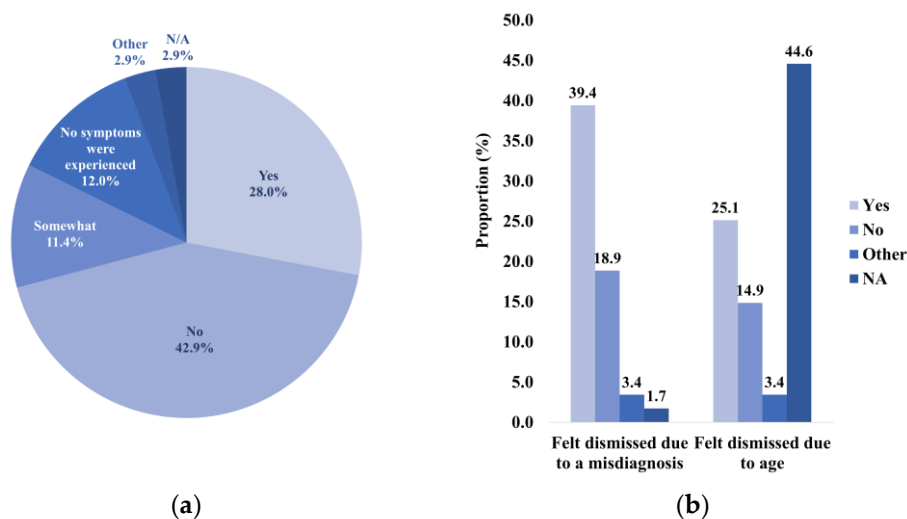 Other
2.9%
N/A
2.9%
No symptoms
were
experienced
12.0%
Yes
28.0%
Somewhat
11.4%
No
42.9%
(a)
50.0
45.0
40.0
35.0
30.0
25.0
20.0
15.0
10.0
5.0
0.0
Proportion (%)
39.4
18.9
3.4
1.7
25.1
14.9
3.4
44.6
Felt dismissed due
to a misdiagnosis
Felt dismissed due
to age
Yes
No
Other
NA
(b)